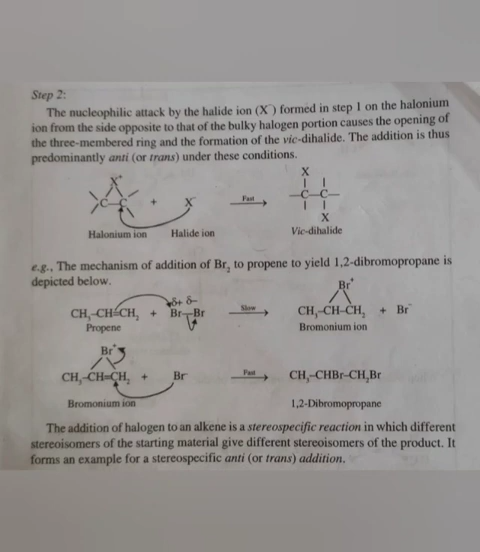 Step 2:
The nucleophilic attack by the halide ion (X⁻) formed in step 1 on the halonium
ion from the side opposite to that of the bulky halogen portion causes the opening of
the three-membered ring and the formation of the vic-dihalide. The addition is thus
predominantly anti (or trans) under these conditions.
X⁺
C–C + X⁻ Fast →
X
–C–C–
X
Halonium ion Halide ion Vic-dihalide
e.g., The mechanism of addition of Br₂ to propene to yield 1,2-dibromopropane is
depicted below.
Br⁺
δ+ δ–
CH₃-CH=CH₂ + Br–Br Slow → CH₃-CH-CH₂ + Br⁻
Propene Bromonium ion
Br⁺
CH₃-CH=CH₂ + Br Fast → CH₃-CHBr-CH₂Br
Bromonium ion 1,2-Dibromopropane
The addition of halogen to an alkene is a stereospecific reaction in which different
stereoisomers of the starting material give different stereoisomers of the product. It
forms an example for a stereospecific anti (or trans) addition.